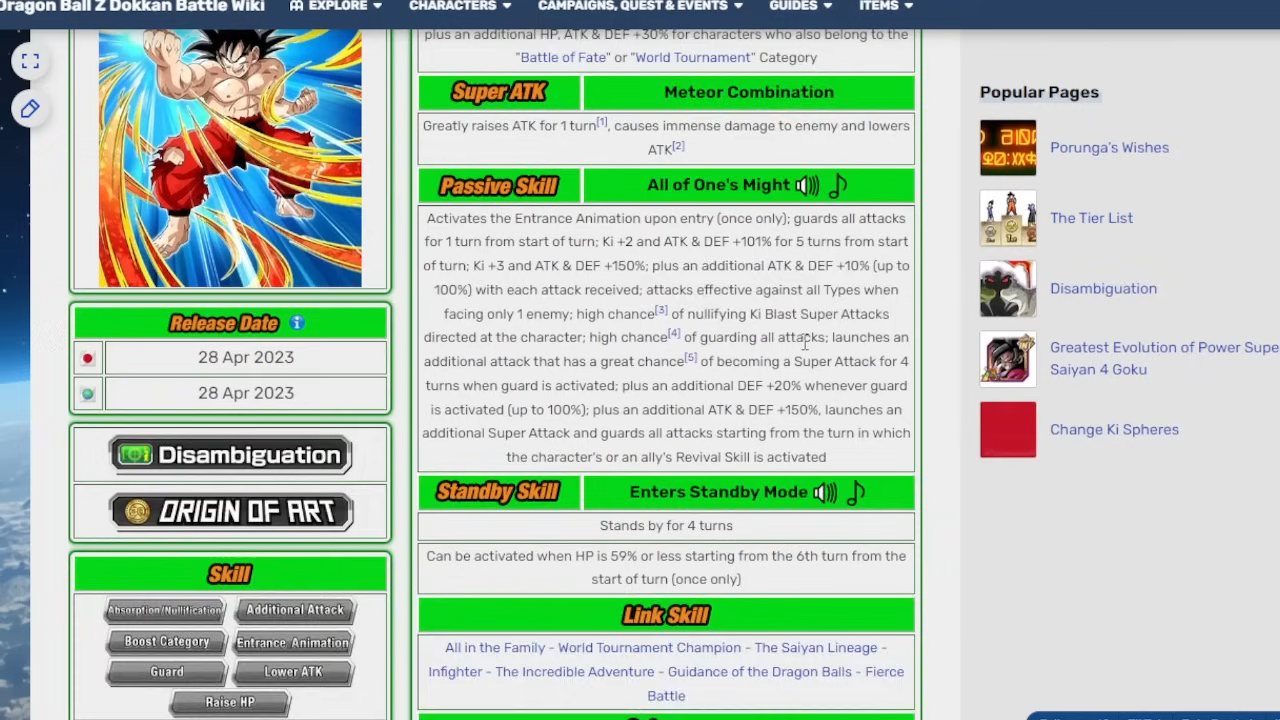 Dragon Ball Z Dokkan Battle Wiki
EXPLORE
CHARACTERS
CAMPAIGNS, QUEST & EVENTS
GUIDES
ITEMS
plus an additional HP, ATK & DEF +30% for characters who also belong to the
"Battle of Fate" or "World Tournament" Category
Super ATK
Meteor Combination
Greatly raises ATK for 1 turn[1], causes immense damage to enemy and lowers
ATK[2]
Passive Skill
All of One's Might
Activates the Entrance Animation upon entry (once only); guards all attacks
for 1 turn from start of turn; Ki +2 and ATK & DEF +101% for 5 turns from start
of turn; Ki +3 and ATK & DEF +150%; plus an additional ATK & DEF +10% (up to
100%) with each attack received; attacks effective against all Types when
facing only 1 enemy; high chance[3] of nullifying Ki Blast Super Attacks
directed at the character; high chance[4] of guarding all attacks; launches an
additional attack that has a great chance[5] of becoming a Super Attack for 4
turns when guard is activated; plus an additional DEF +20% whenever guard
is activated (up to 100%); plus an additional ATK & DEF +150%, launches an
additional Super Attack and guards all attacks starting from the turn in which
the character's or an ally's Revival Skill is activated
Standby Skill
Enters Standby Mode
Stands by for 4 turns
Can be activated when HP is 59% or less starting from the 6th turn from the
start of turn (once only)
Link Skill
All in the Family - World Tournament Champion - The Saiyan Lineage -
Infighter - The Incredible Adventure - Guidance of the Dragon Balls - Fierce
Battle
Release Date
28 Apr 2023
28 Apr 2023
Disambiguation
ORIGIN OF ART
Skill
Absorption/Nullification
Additional Attack
Boost Category
Entrance Animation
Guard
Lower ATK
Raise HP
Popular Pages
Porunga's Wishes
The Tier List
Disambiguation
Greatest Evolution of Power Supe
Saiyan 4 Goku
Change Ki Spheres